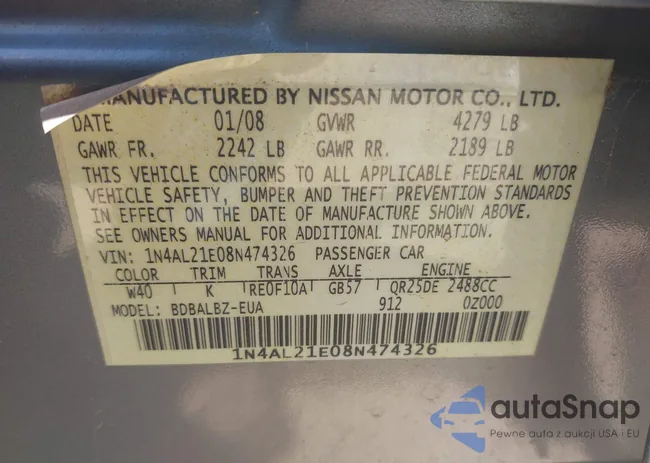 MANUFACTURED BY NISSAN MOTOR CO., LTD.
DATE 01/08 GVWR 4279 LB
GAWR FR. 2242 LB GAWR RR. 2189 LB
THIS VEHICLE CONFORMS TO ALL APPLICABLE FEDERAL MOTOR
VEHICLE SAFETY, BUMPER AND THEFT PREVENTION STANDARDS
IN EFFECT ON THE DATE OF MANUFACTURE SHOWN ABOVE.
SEE OWNERS MANUAL FOR ADDITIONAL INFORMATION.
VIN: 1N4AL21E08N474326 PASSENGER CAR
COLOR TRIM TRANS AXLE ENGINE
W40 K RE0F10A GB57 QR25DE 2488CC
MODEL: BDBALBZ-EUA 912 0Z000
1N4AL21E08N474326
autaSnap
Pewne auta z aukcji USA i EU